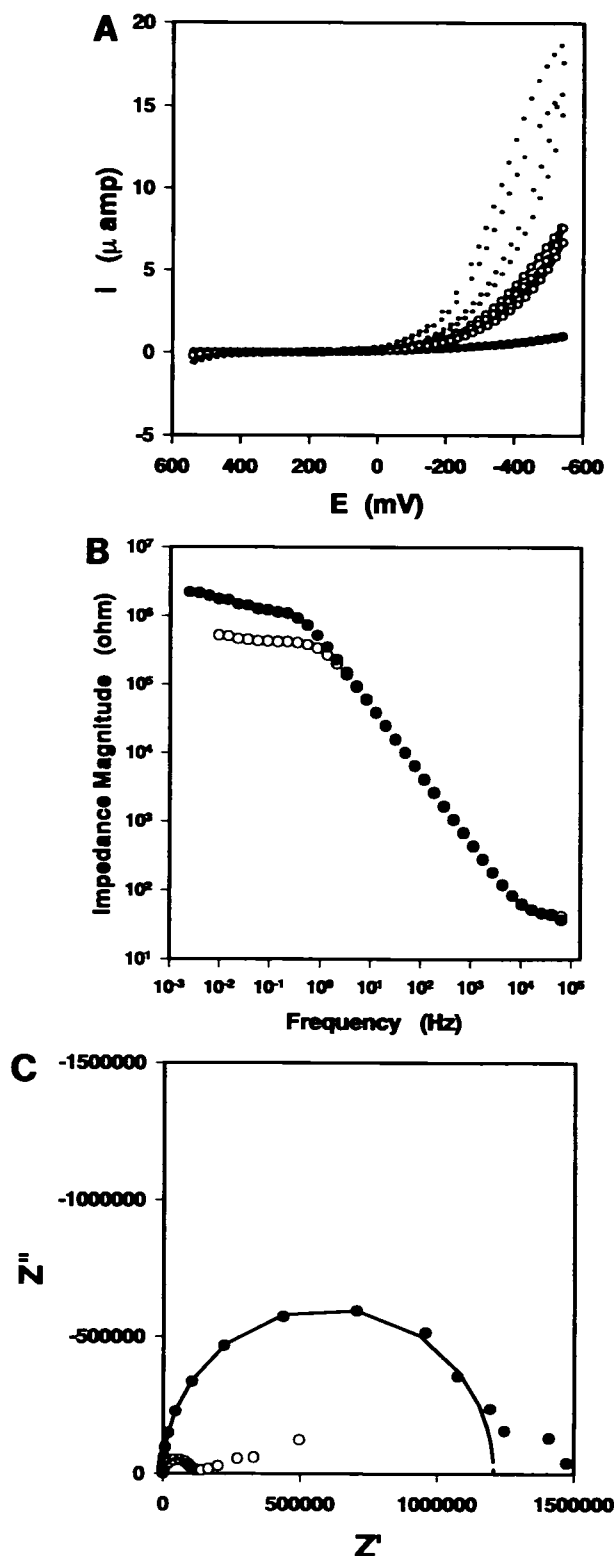 A
20
15
10
5
0
-5
I (μ amp)
600 400 200 0 -200 -400 -600
E (mV)
B
10⁷
10⁶
10⁵
10⁴
10³
10²
10¹
Impedance Magnitude (ohm)
10⁻³ 10⁻² 10⁻¹ 10⁰ 10¹ 10² 10³ 10⁴ 10⁵
Frequency (Hz)
C
-1500000
-1000000
-500000
0
Z"
0 500000 1000000 1500000
Z'